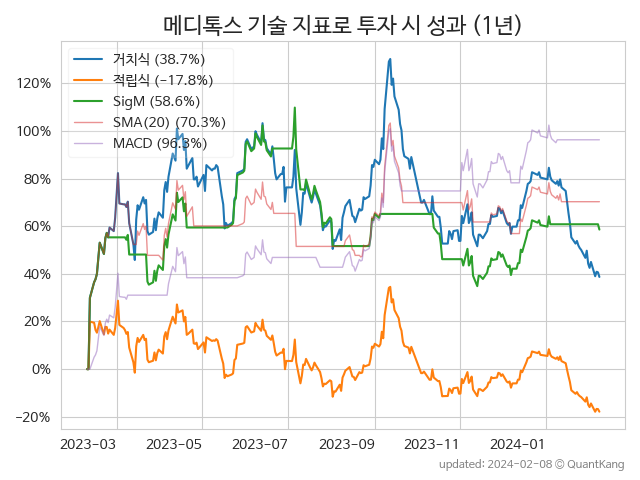 메디톡스 기술 지표로 투자 시 성과 (1년)
거치식 (38.7%)
적립식 (-17.8%)
SigM (58.6%)
SMA(20) (70.3%)
MACD (96.3%)
120%
100%
80%
60%
40%
20%
0%
-20%
2023-03 2023-05 2023-07 2023-09 2023-11 2024-01
updated: 2024-02-08 © QuantKang